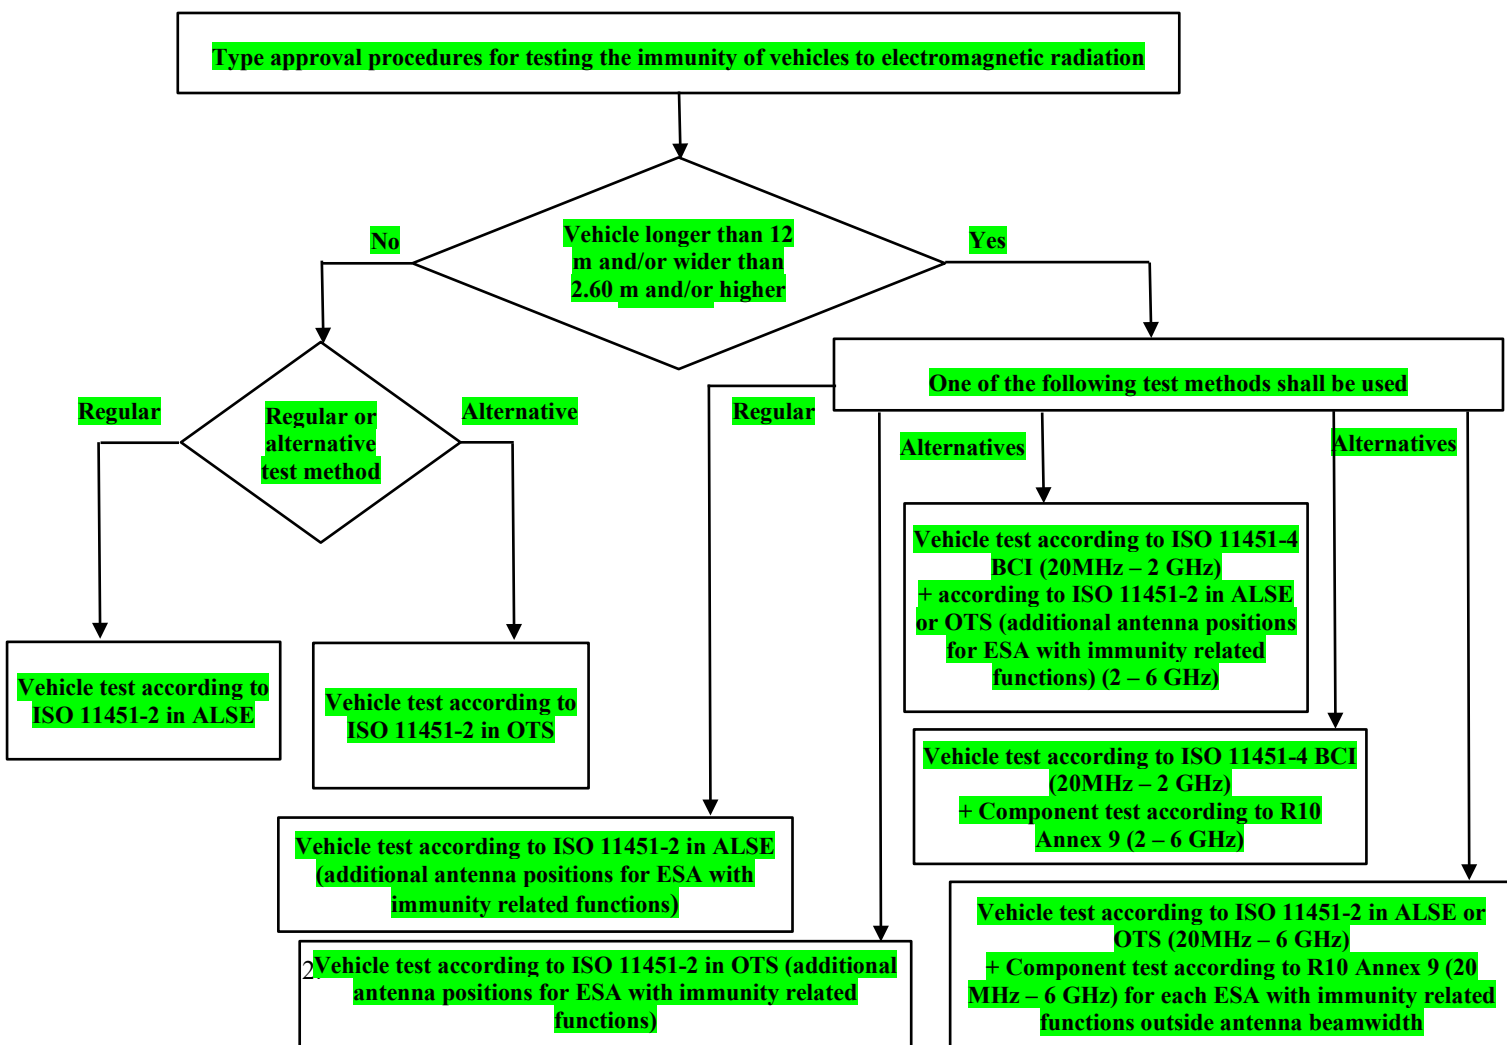 Type approval procedures for testing the immunity of vehicles to electromagnetic radiation
No
Vehicle longer than 12
m and/or wider than
2.60 m and/or higher
Yes
Regular
Regular or
alternative
test method
Alternative
Regular
One of the following test methods shall be used
Alternatives
Alternatives
Vehicle test according to ISO 11451-4
BCI (20MHz – 2 GHz)
+ according to ISO 11451-2 in ALSE
or OTS (additional antenna positions
for ESA with immunity related
functions) (2 – 6 GHz)
Vehicle test according to
ISO 11451-2 in ALSE
Vehicle test according to
ISO 11451-2 in OTS
Vehicle test according to ISO 11451-4 BCI
(20MHz – 2 GHz)
+ Component test according to R10
Annex 9 (2 – 6 GHz)
Vehicle test according to ISO 11451-2 in ALSE
(additional antenna positions for ESA with
immunity related functions)
Vehicle test according to ISO 11451-2 in ALSE or
OTS (20MHz – 6 GHz)
+ Component test according to R10 Annex 9 (20
MHz – 6 GHz) for each ESA with immunity related
functions outside antenna beamwidth
2
Vehicle test according to ISO 11451-2 in OTS (additional
antenna positions for ESA with immunity related
functions)